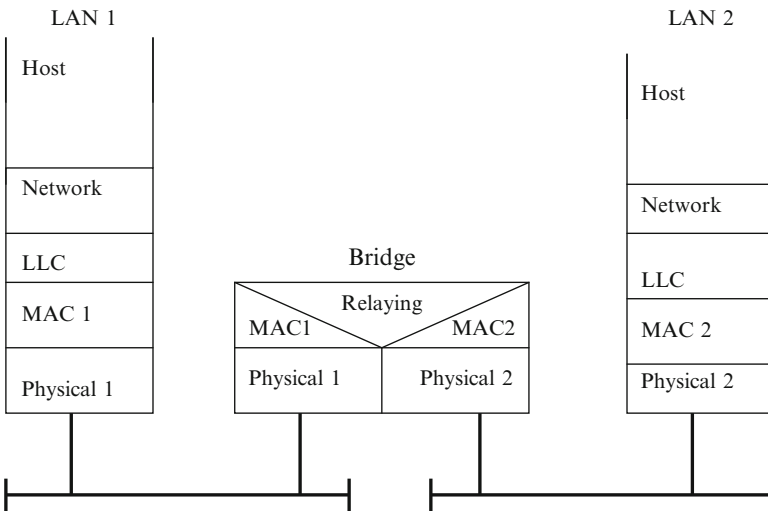 LAN 1
Host
Network
LLC
MAC 1
Physical 1
Bridge
Relaying
MAC1
MAC2
Physical 1
Physical 2
LAN 2
Host
Network
LLC
MAC 2
Physical 2